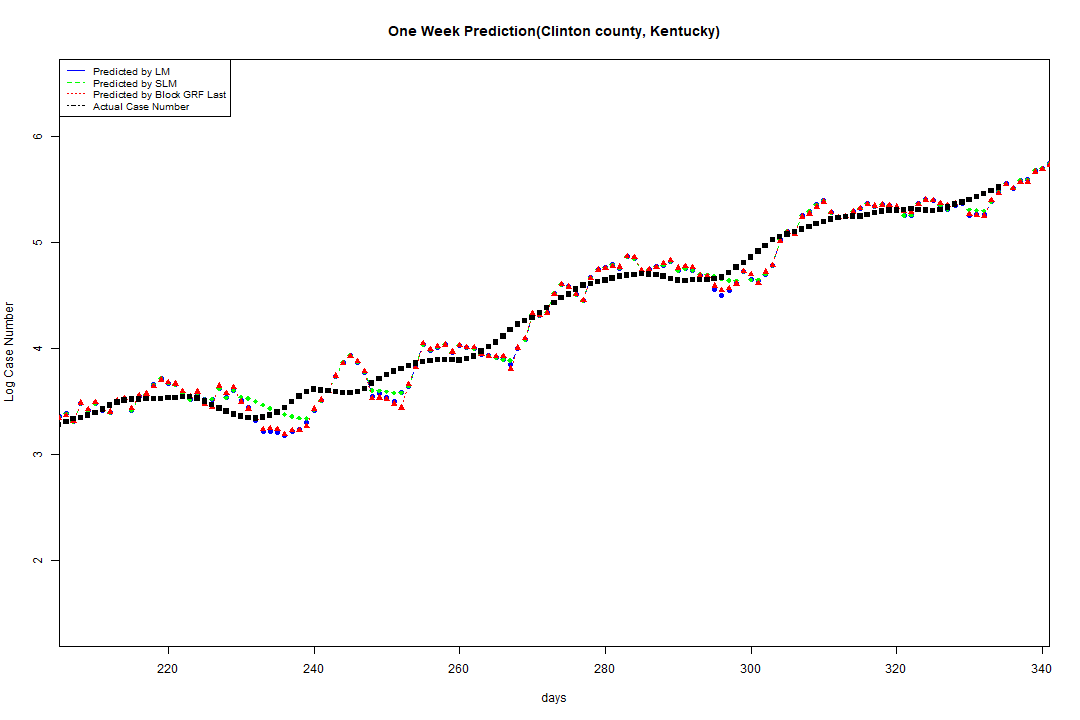 One Week Prediction(Clinton county, Kentucky)
Predicted by LM
Predicted by SLM
Predicted by Block GRF Last
Actual Case Number
6
5
4
3
2
Log Case Number
220 240 260 280 300 320 340
days